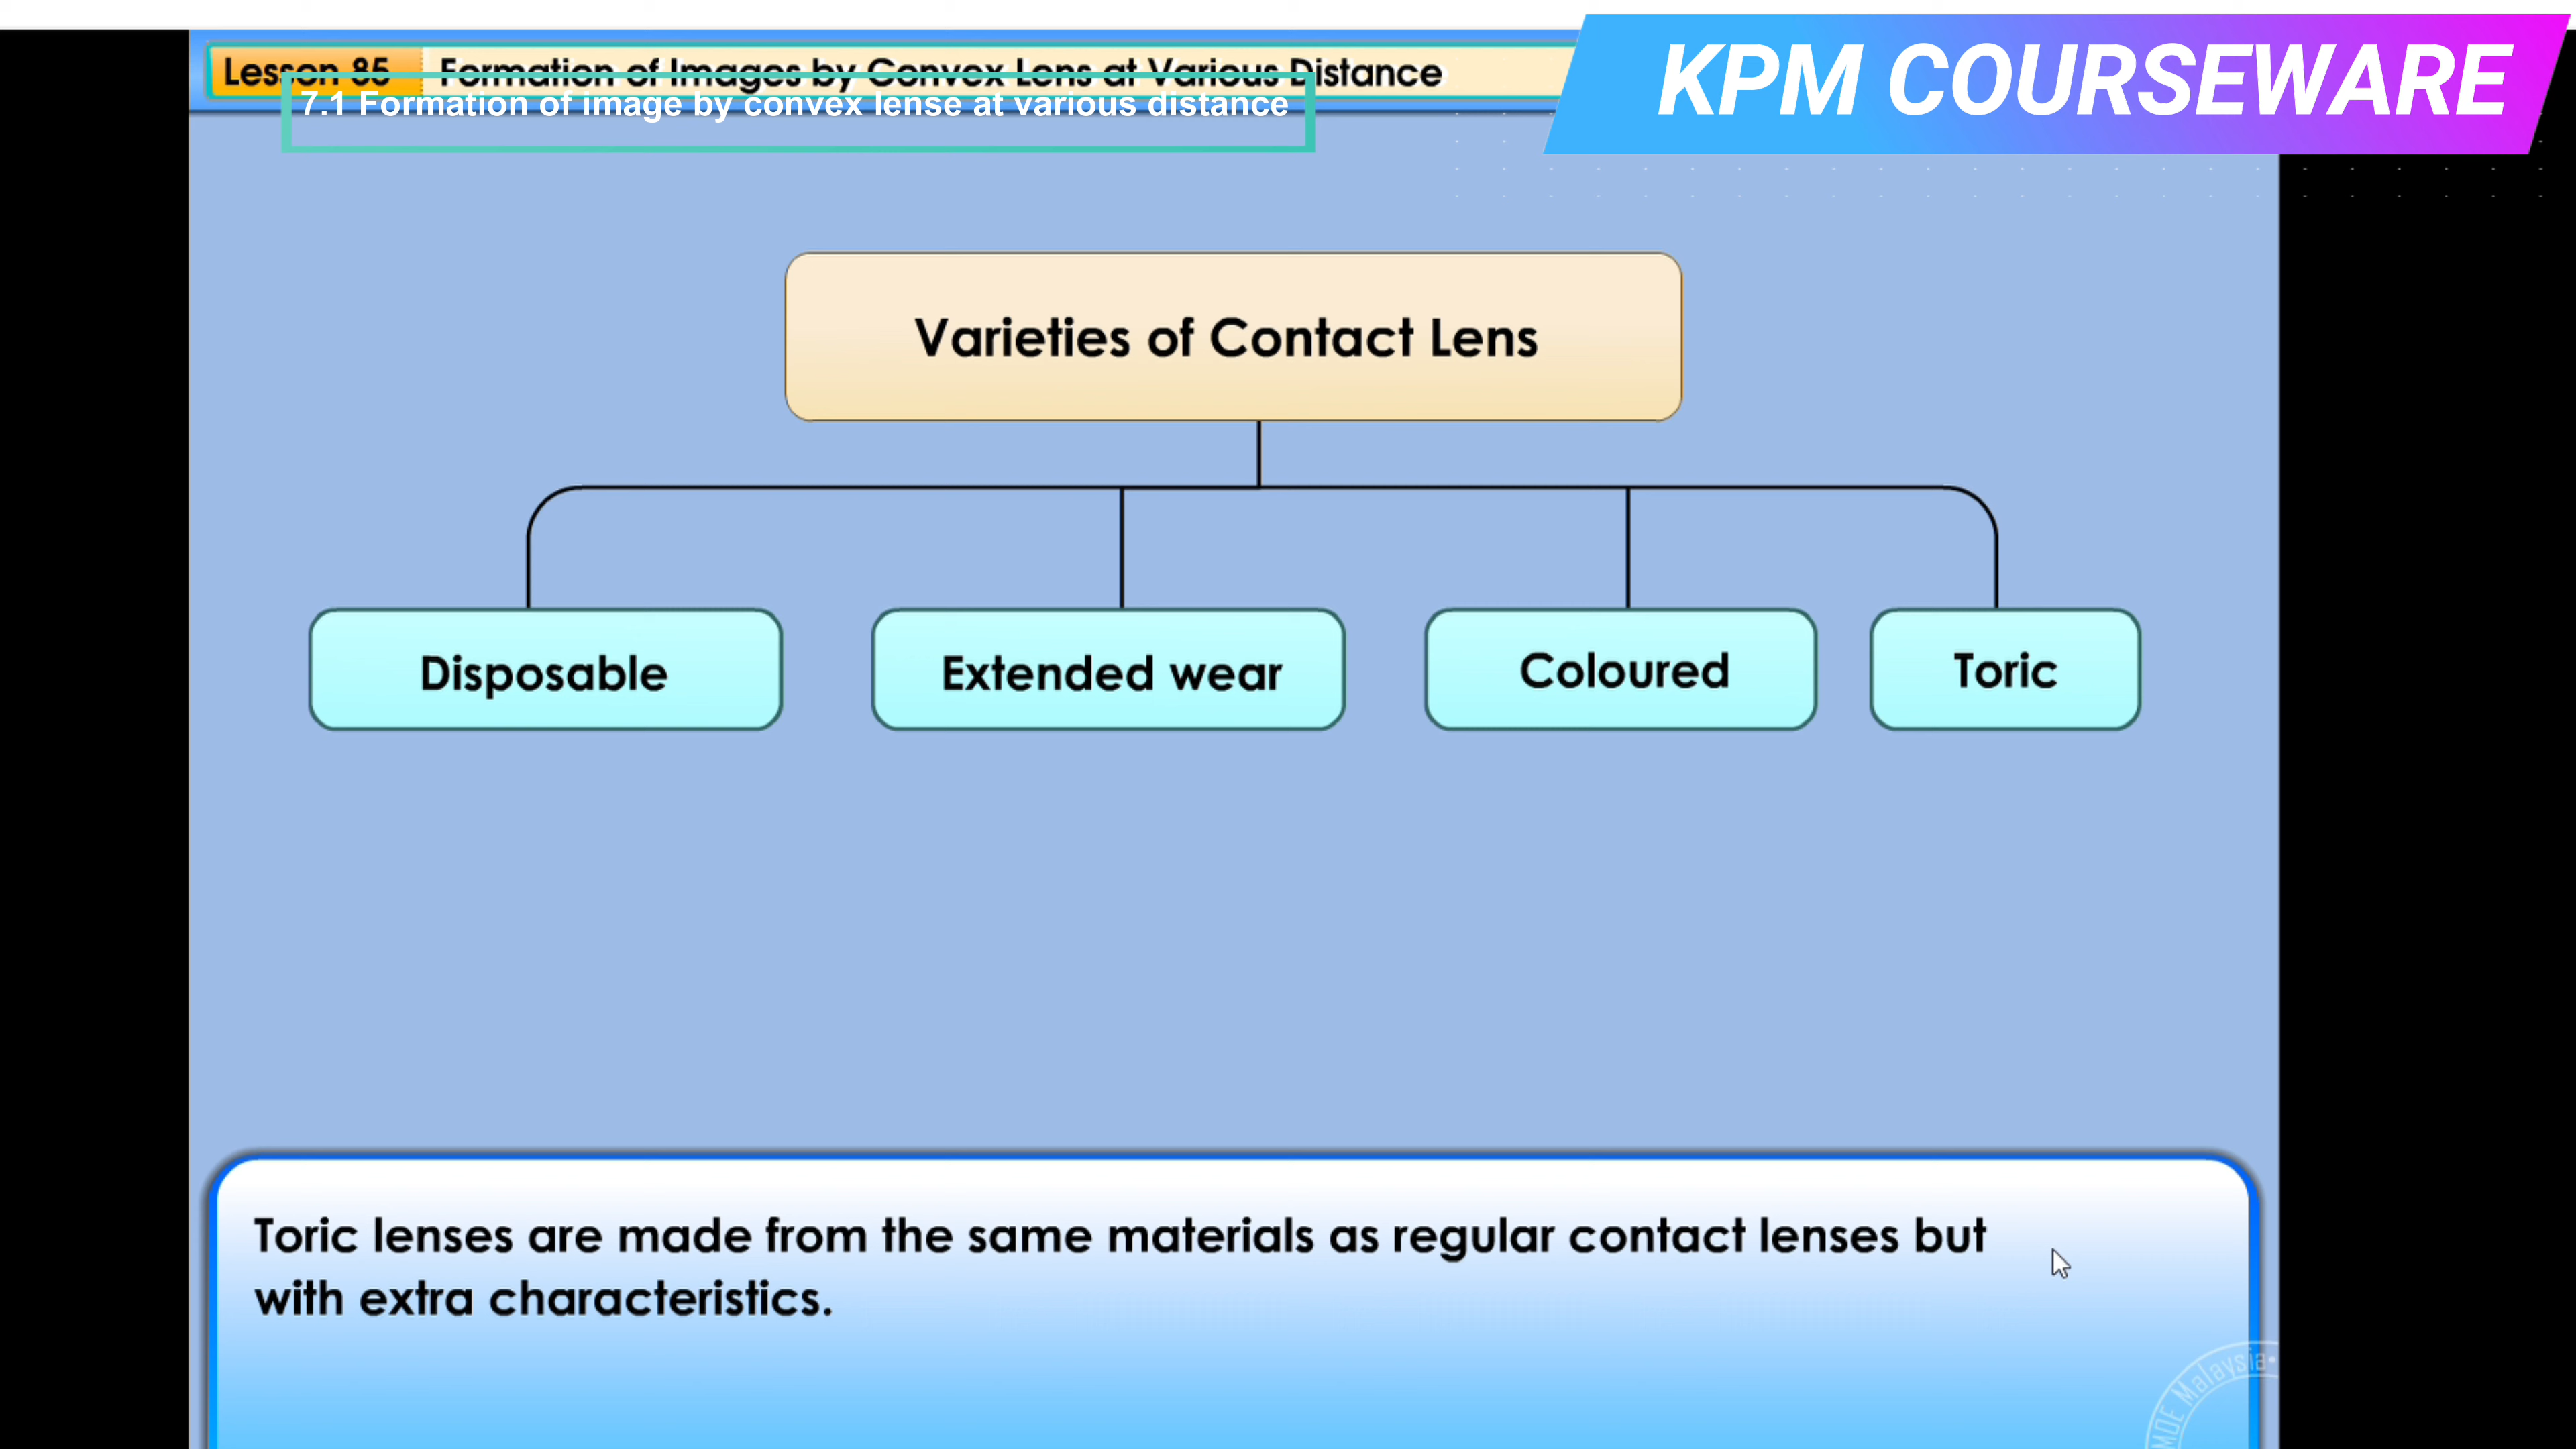 Lesson 85 Formation of Images by Convex Lens at Various Distance
KPM COURSEWARE
7.1 Formation of image by convex lense at various distance
Varieties of Contact Lens
Disposable
Extended wear
Coloured
Toric
Toric lenses are made from the same materials as regular contact lenses but
with extra characteristics.
MDE Malaysia